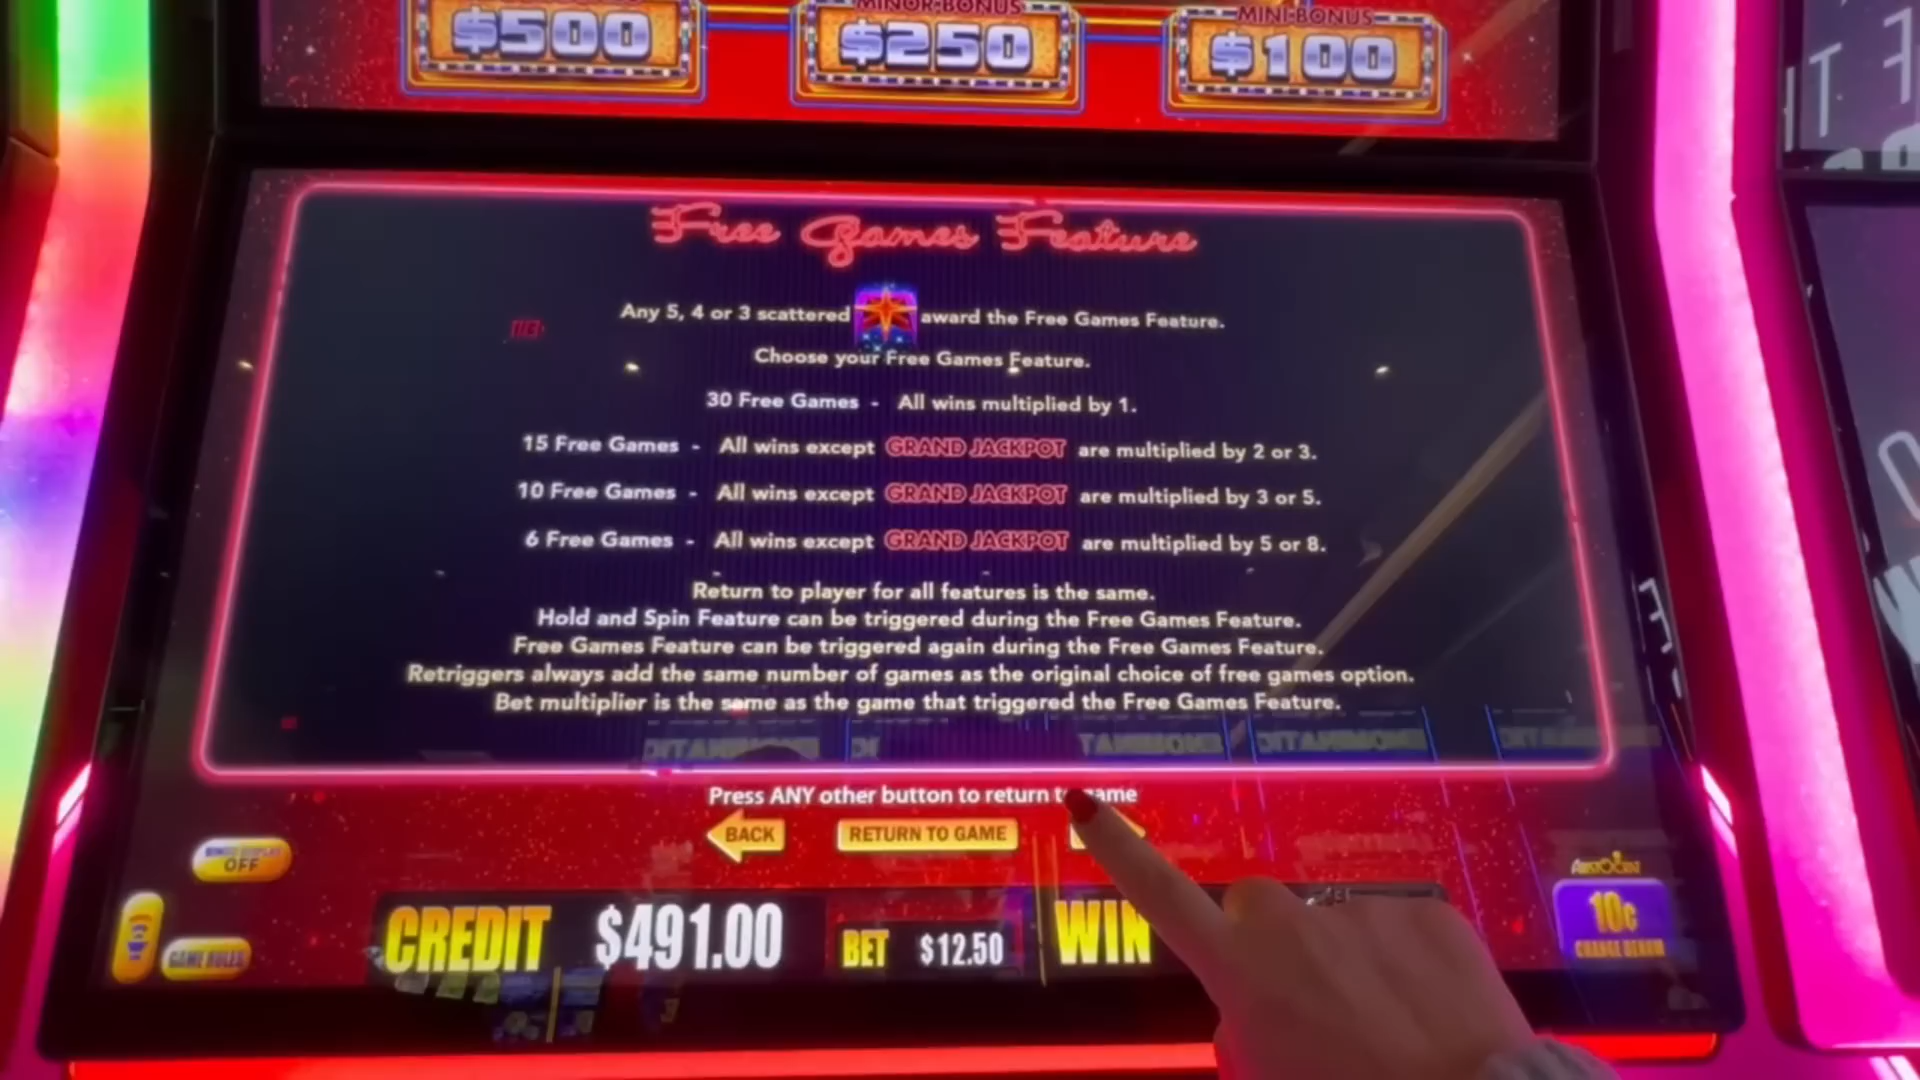 MINOR BONUS
MINI BONUS
$500
$250
$100
Free Games Feature
Any 5, 4 or 3 scattered award the Free Games Feature.
Choose your Free Games Feature.
30 Free Games - All wins multiplied by 1.
15 Free Games - All wins except GRAND JACKPOT are multiplied by 2 or 3.
10 Free Games - All wins except GRAND JACKPOT are multiplied by 3 or 5.
6 Free Games - All wins except GRAND JACKPOT are multiplied by 5 or 8.
Return to player for all features is the same.
Hold and Spin Feature can be triggered during the Free Games Feature.
Free Games Feature can be triggered again during the Free Games Feature.
Retriggers always add the same number of games as the original choice of free games option.
Bet multiplier is the same as the game that triggered the Free Games Feature.
Press ANY other button to return to game
BACK
RETURN TO GAME
OFF
ARISTOCRAT
CREDIT $491.00
BET $12.50
WIN
10¢
CHANGE DENOM
GAME RULES